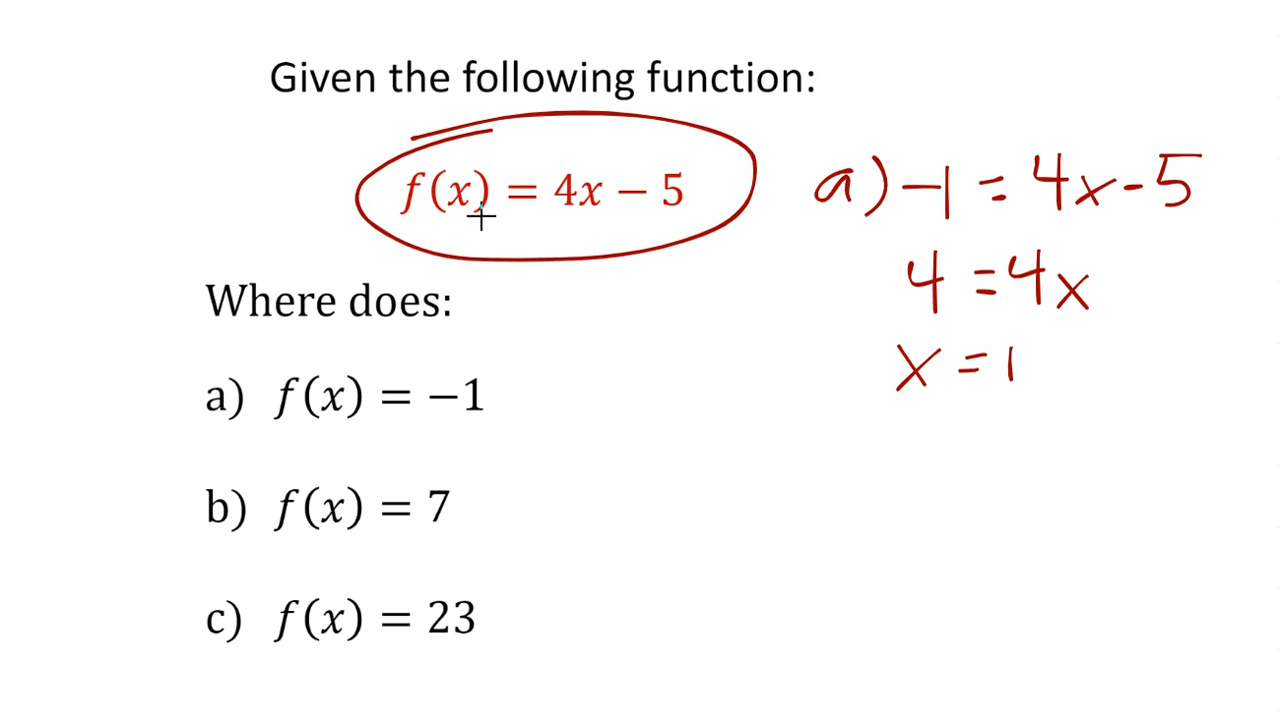 Given the following function:
f(x) = 4x − 5
a) −1 = 4x - 5
4 = 4x
x = 1
Where does:
a) f(x) = −1
b) f(x) = 7
c) f(x) = 23